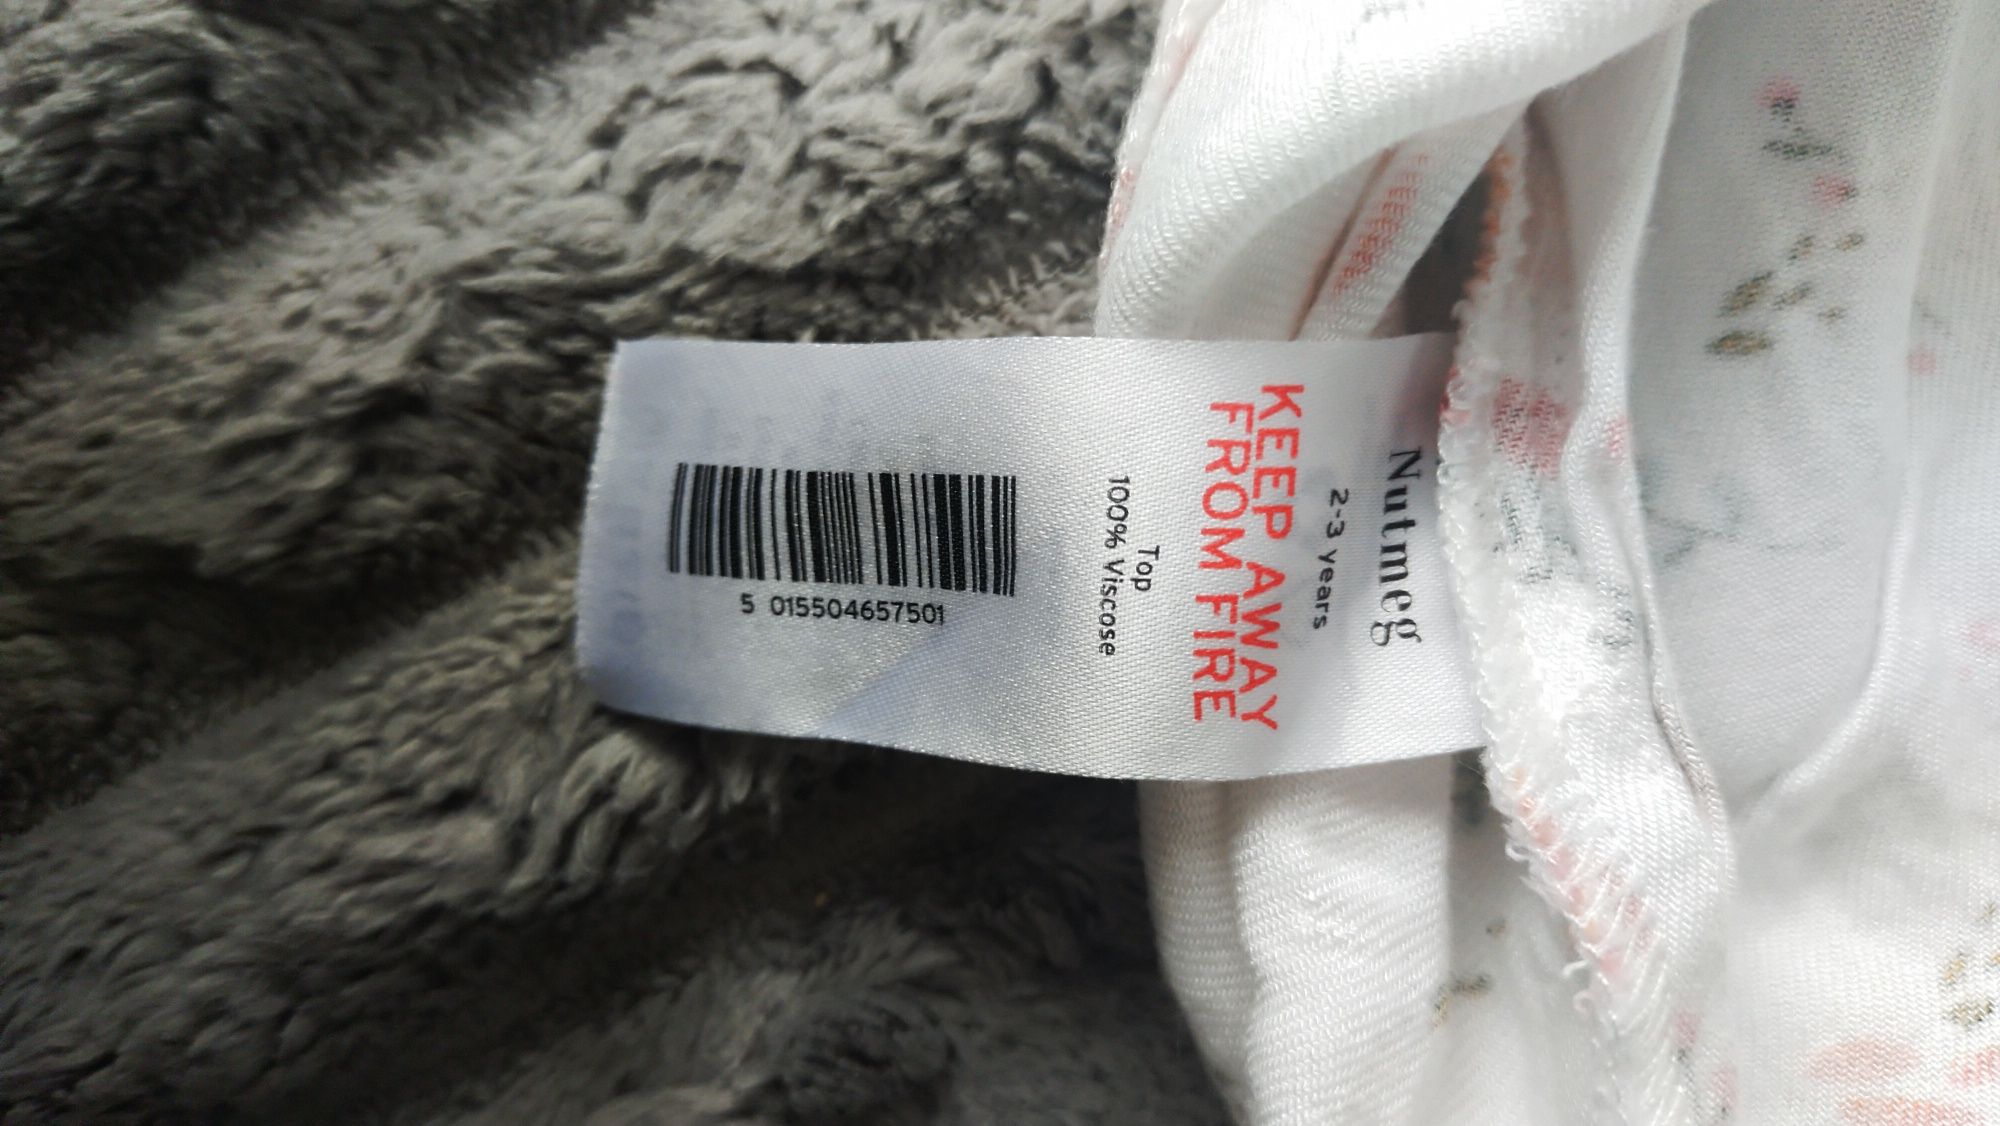 Nutmeg
2-3 years
KEEP AWAY
FROM FIRE
Top
100% Viscose
5 015504657501